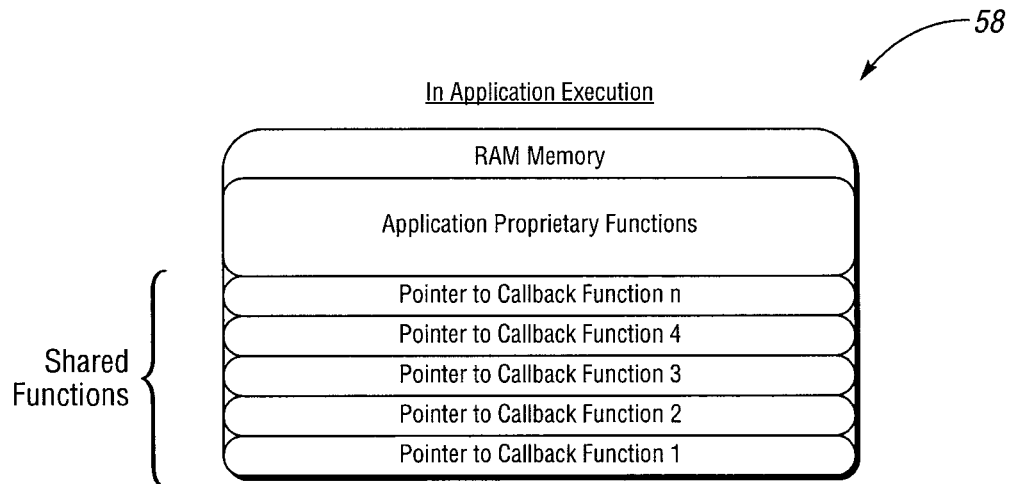 58
In Application Execution
RAM Memory
Application Proprietary Functions
Pointer to Callback Function n
Pointer to Callback Function 4
Pointer to Callback Function 3
Pointer to Callback Function 2
Pointer to Callback Function 1
Shared
Functions